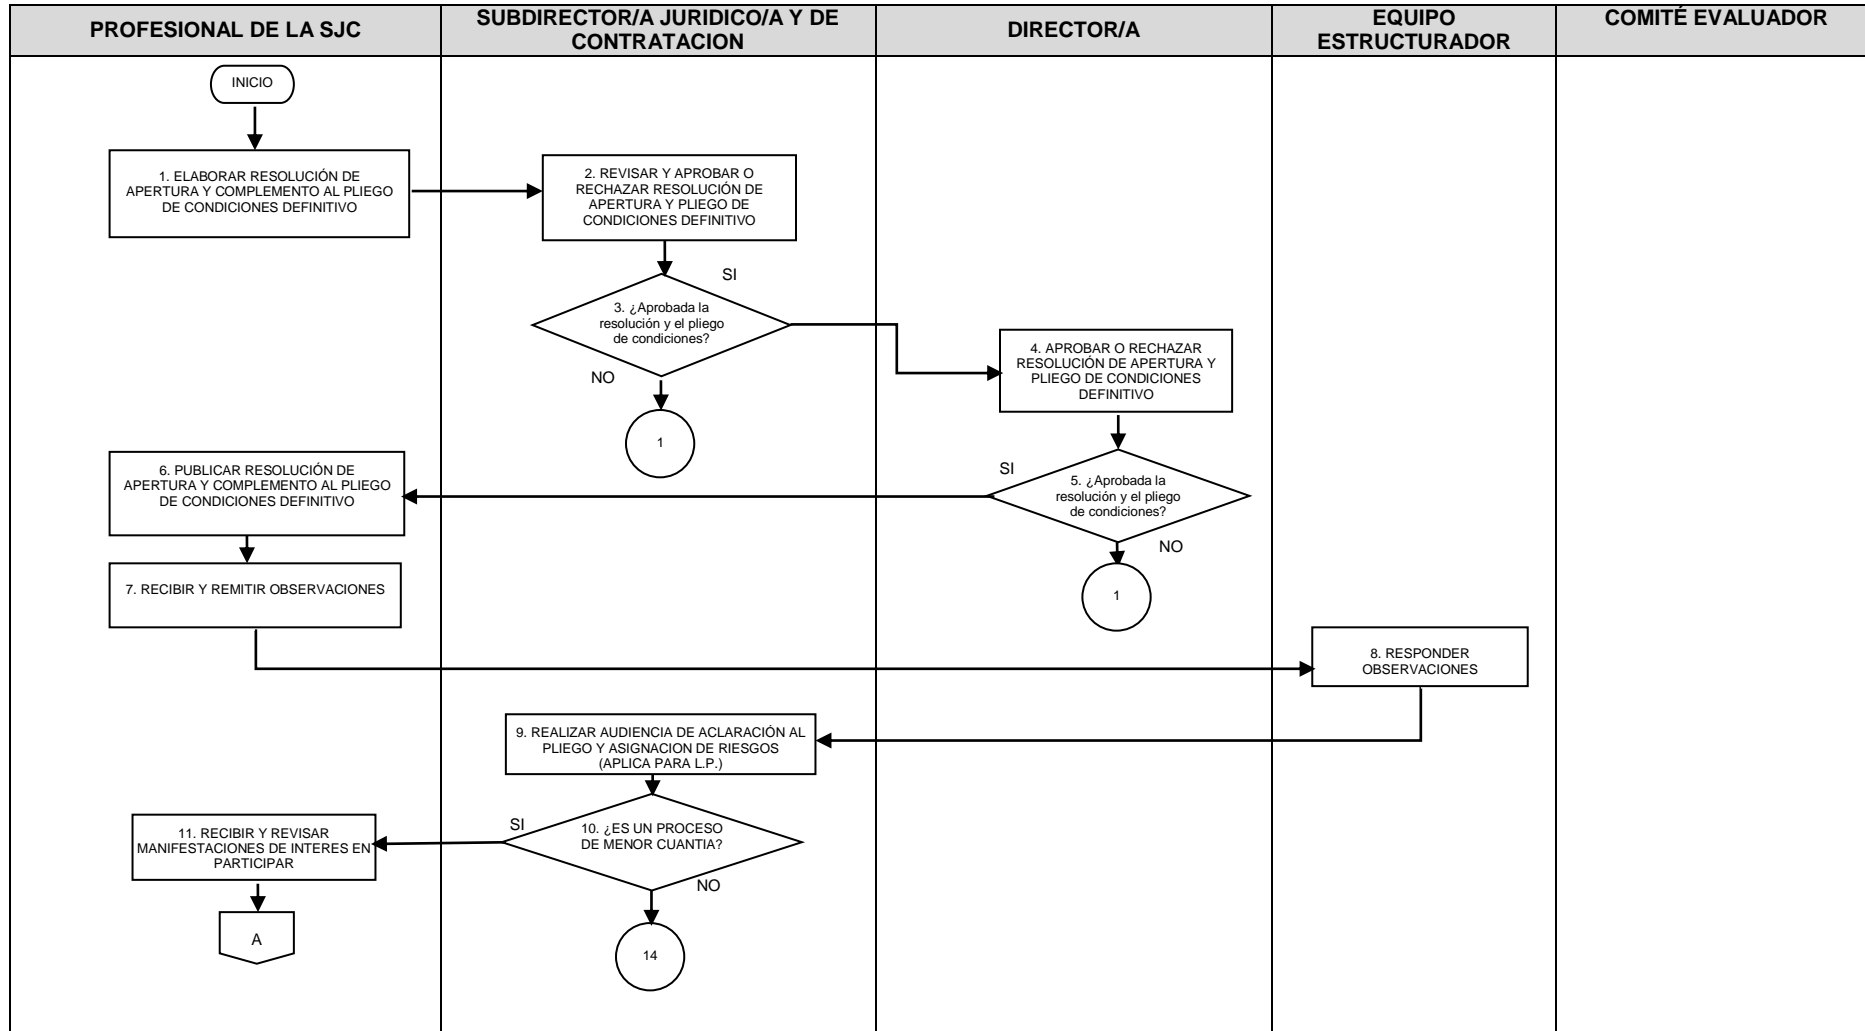 PROFESIONAL DE LA SJC
SUBDIRECTOR/A JURIDICO/A Y DE
CONTRATACION
DIRECTOR/A
EQUIPO
ESTRUCTURADOR
COMITÉ EVALUADOR
INICIO
1. ELABORAR RESOLUCIÓN DE
APERTURA Y COMPLEMENTO AL PLIEGO
DE CONDICIONES DEFINITIVO
2. REVISAR Y APROBAR O
RECHAZAR RESOLUCIÓN DE
APERTURA Y PLIEGO DE
CONDICIONES DEFINITIVO
SI
3. ¿Aprobada la
resolución y el pliego
de condiciones?
NO
1
4. APROBAR O RECHAZAR
RESOLUCIÓN DE APERTURA Y
PLIEGO DE CONDICIONES
DEFINITIVO
SI
5. ¿Aprobada la
resolución y el pliego
de condiciones?
NO
1
6. PUBLICAR RESOLUCIÓN DE
APERTURA Y COMPLEMENTO AL PLIEGO
DE CONDICIONES DEFINITIVO
7. RECIBIR Y REMITIR OBSERVACIONES
8. RESPONDER
OBSERVACIONES
9. REALIZAR AUDIENCIA DE ACLARACIÓN AL
PLIEGO Y ASIGNACION DE RIESGOS
(APLICA PARA L.P.)
SI
10. ¿ES UN PROCESO
DE MENOR CUANTIA?
NO
14
11. RECIBIR Y REVISAR
MANIFESTACIONES DE INTERES EN
PARTICIPAR
A